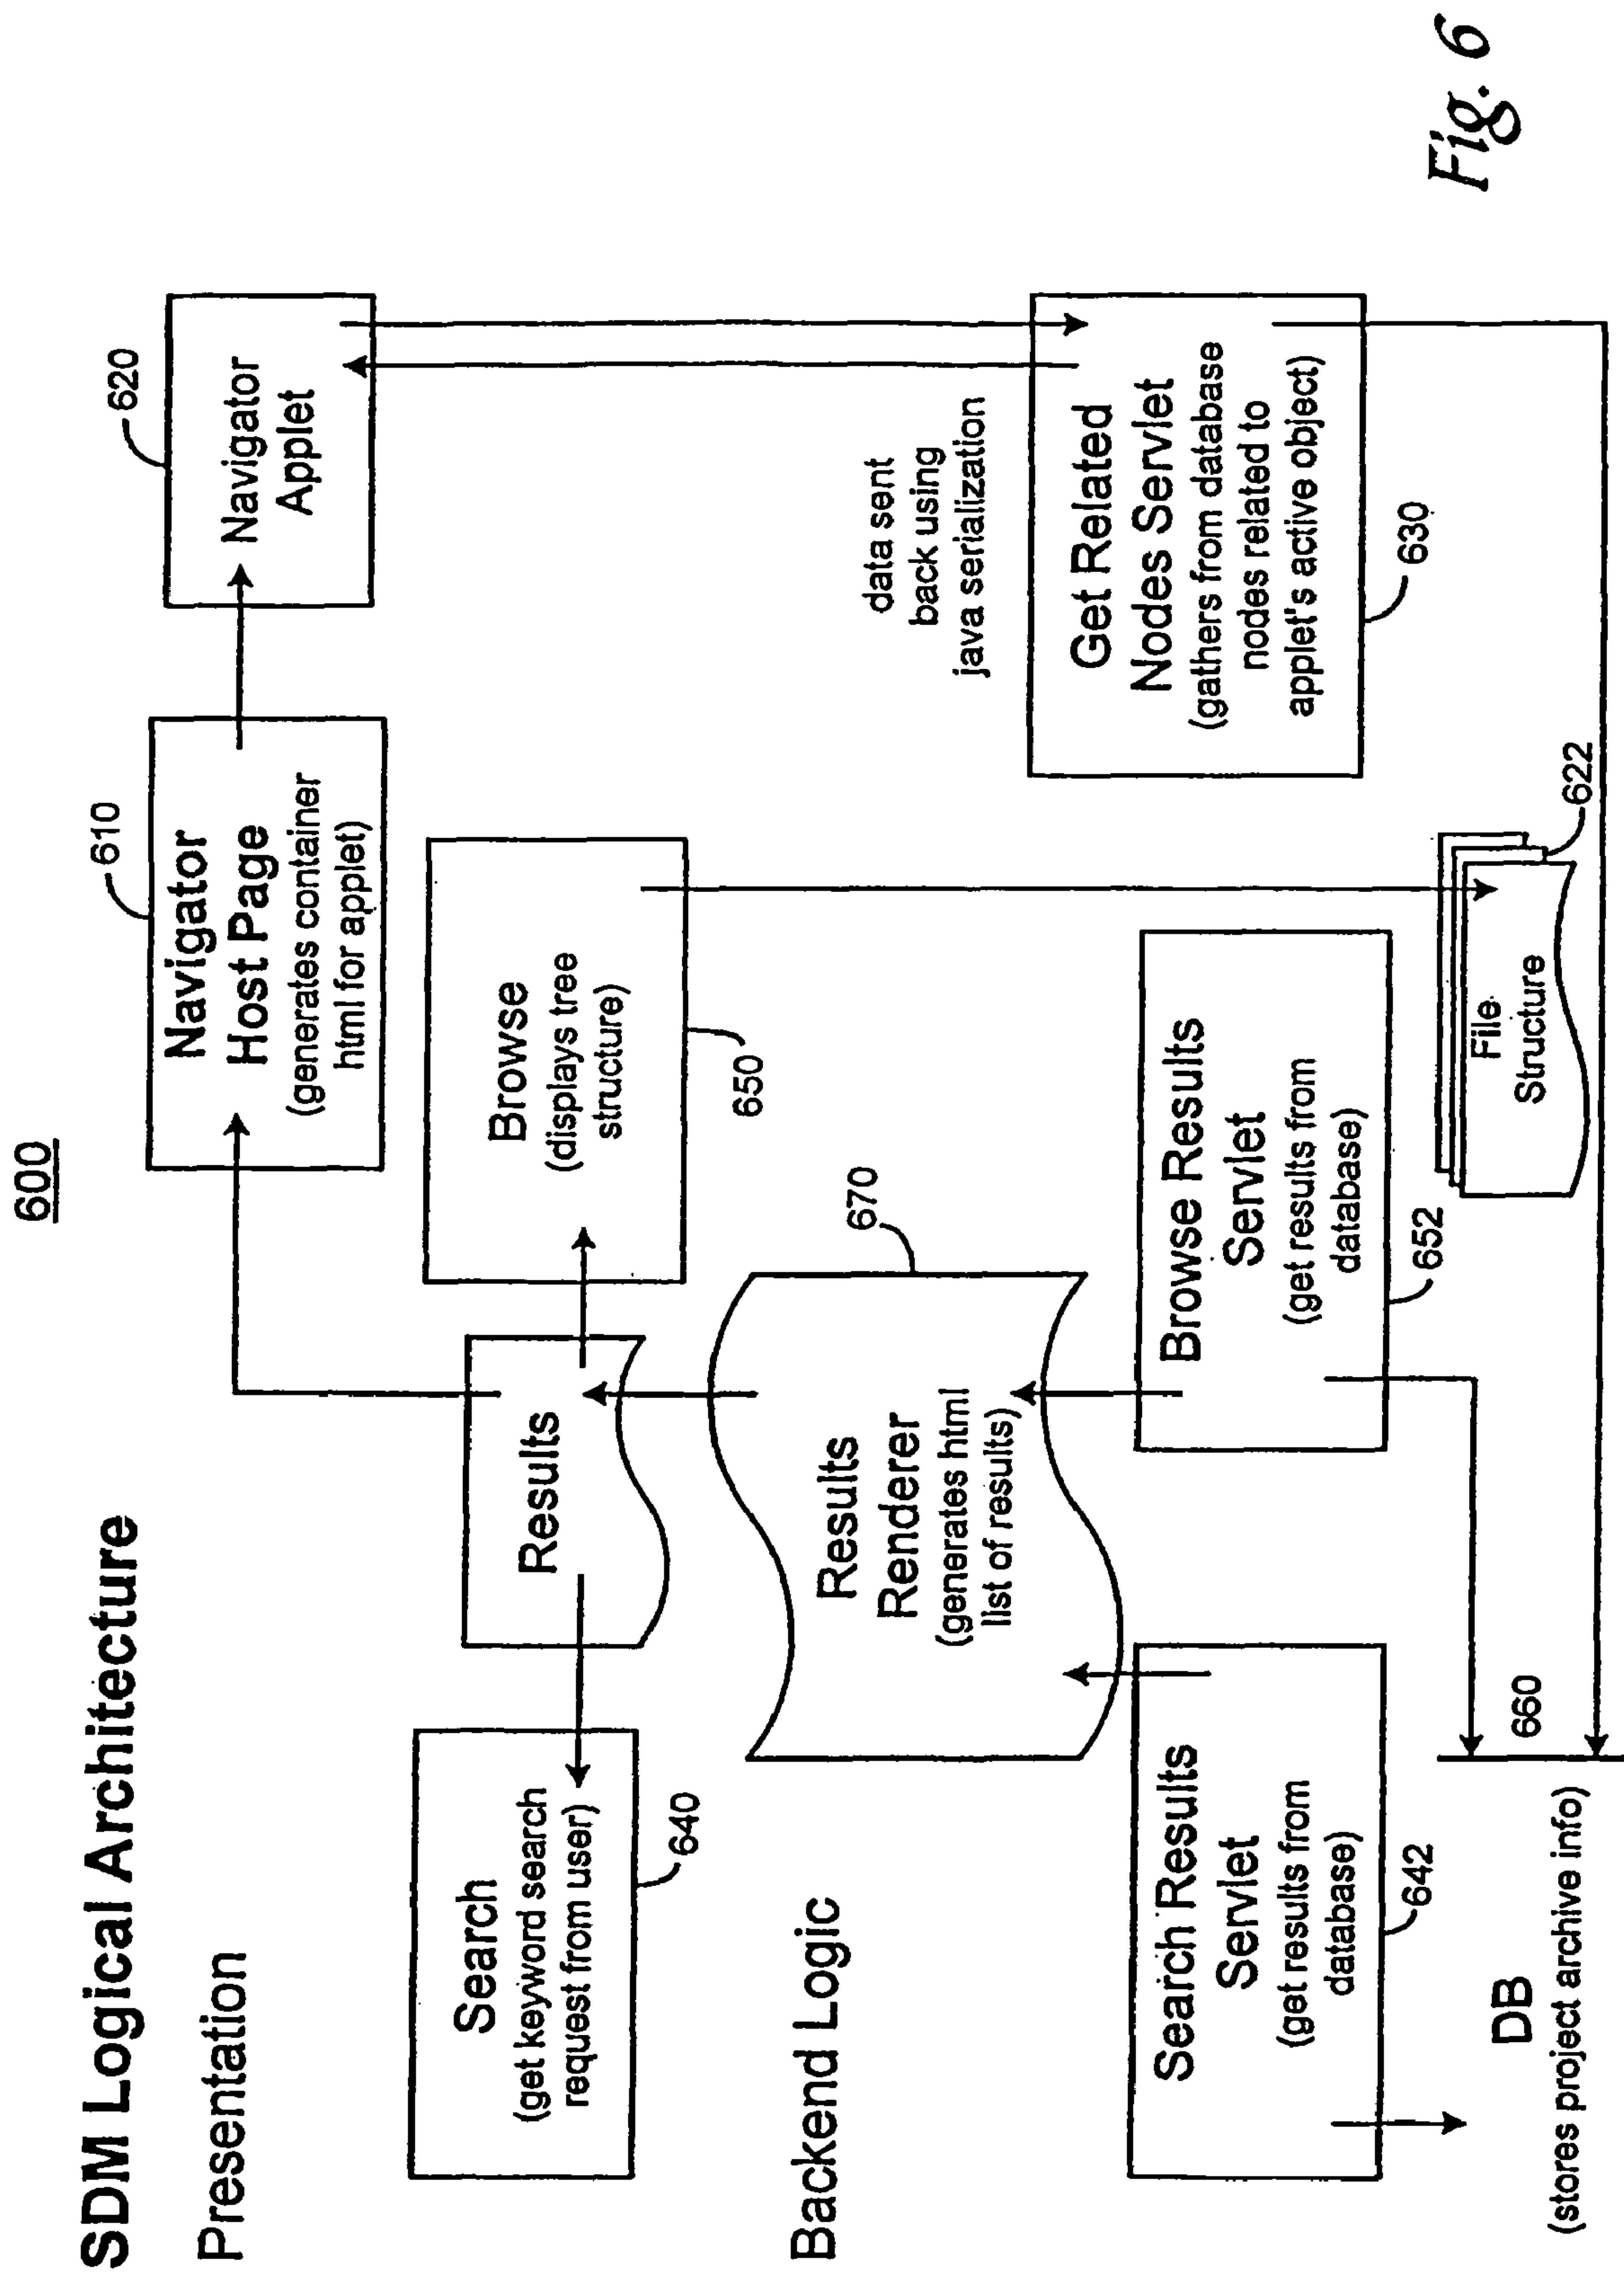 600
SDM Logical Architecture
Presentation
610
Navigator
Host Page
(generates container
html for applet)
620
Navigator
Applet
Search
(get keyword search
request from user)
640
Results
Browse
(displays tree
structure)
650
Backend Logic
670
Results
Renderer
(generates html
list of results)
data sent
back using
java serialization
Search Results
Servlet
(get results from
database)
642
Browse Results
Servlet
(get results from
database)
652
Get Related
Nodes Servlet
(gathers from database
nodes related to
applet's active object)
630
DB
(stores project archive info)
660
File
Structure
622
Fig. 6